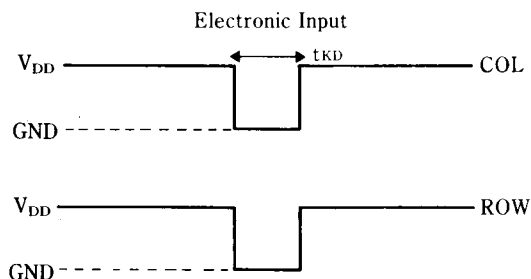 Electronic Input
tKD
VDD COL
GND
VDD ROW
GND